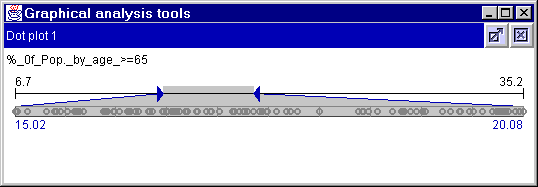 Graphical analysis tools
Dot plot 1
%_0f_Pop._by_age_>=65
6.7 35.2
15.02 20.08